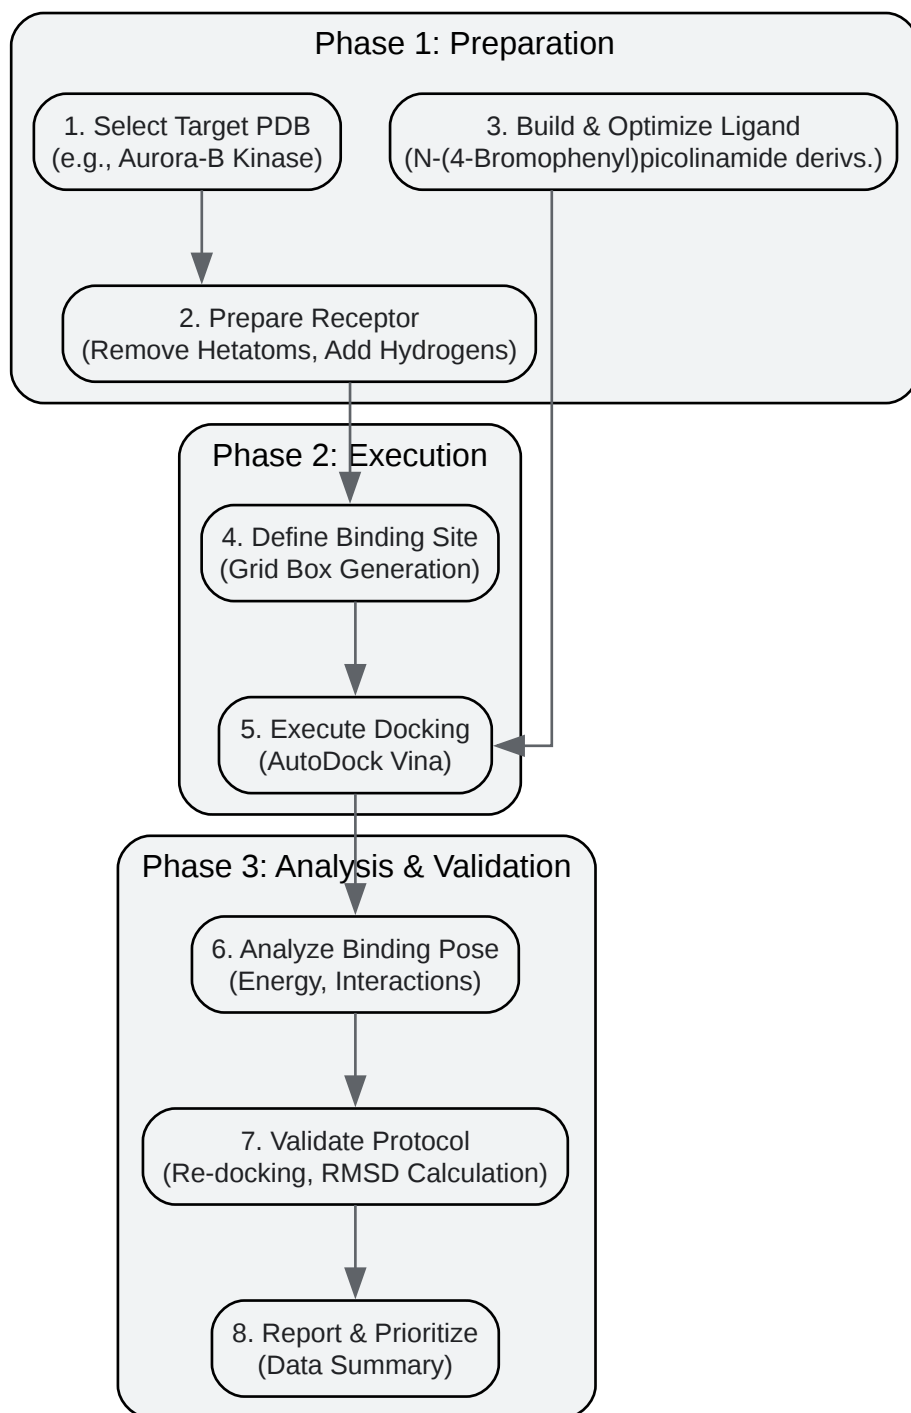 Phase 1: Preparation
1. Select Target PDB
(e.g., Aurora-B Kinase)
3. Build & Optimize Ligand
(N-(4-Bromophenyl)picolinamide derivs.)
2. Prepare Receptor
(Remove Hetatoms, Add Hydrogens)
Phase 2: Execution
4. Define Binding Site
(Grid Box Generation)
5. Execute Docking
(AutoDock Vina)
Phase 3: Analysis & Validation
6. Analyze Binding Pose
(Energy, Interactions)
7. Validate Protocol
(Re-docking, RMSD Calculation)
8. Report & Prioritize
(Data Summary)